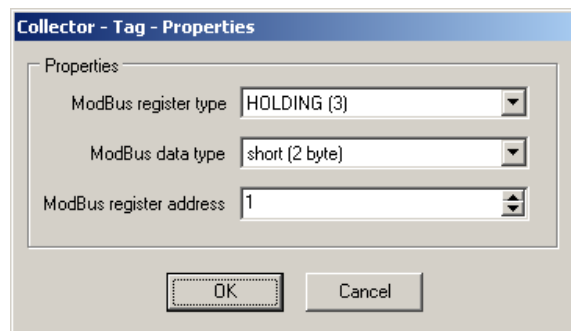 Collector - Tag - Properties
Properties
ModBus register type HOLDING (3)
ModBus data type short (2 byte)
ModBus register address 1
OK Cancel